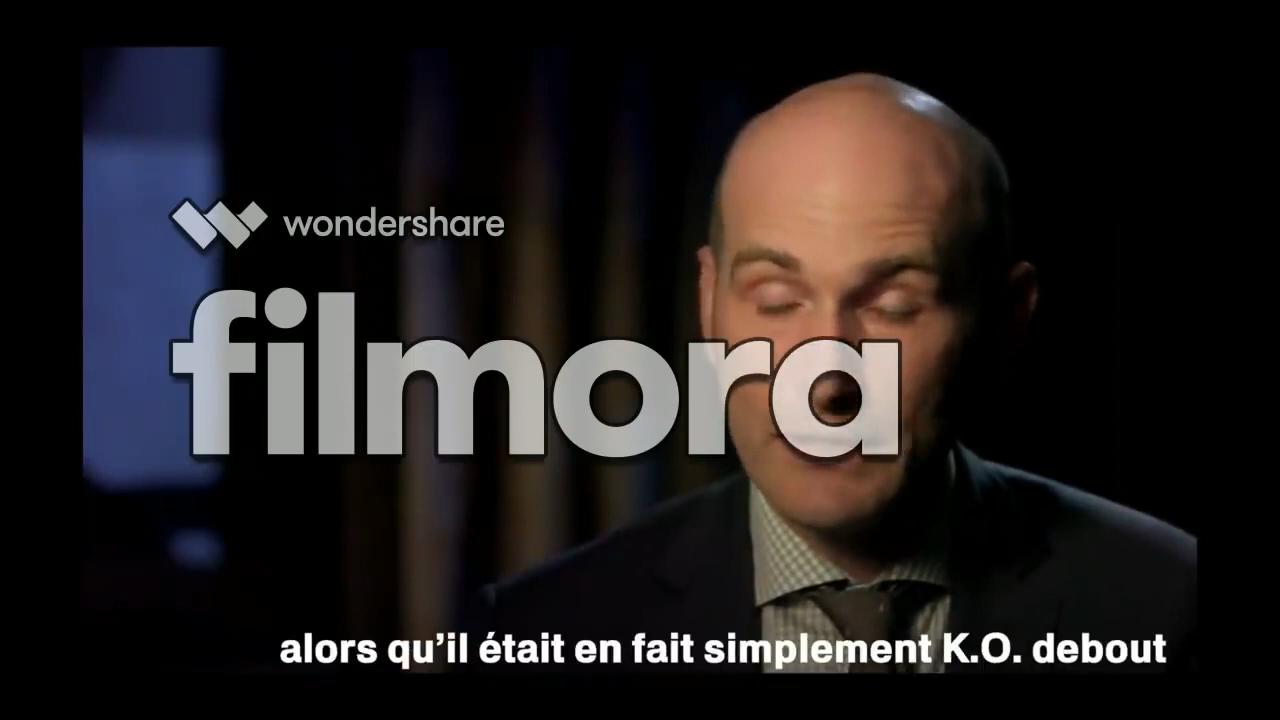 wondershare
filmora
alors qu’il était en fait simplement K.O. debout